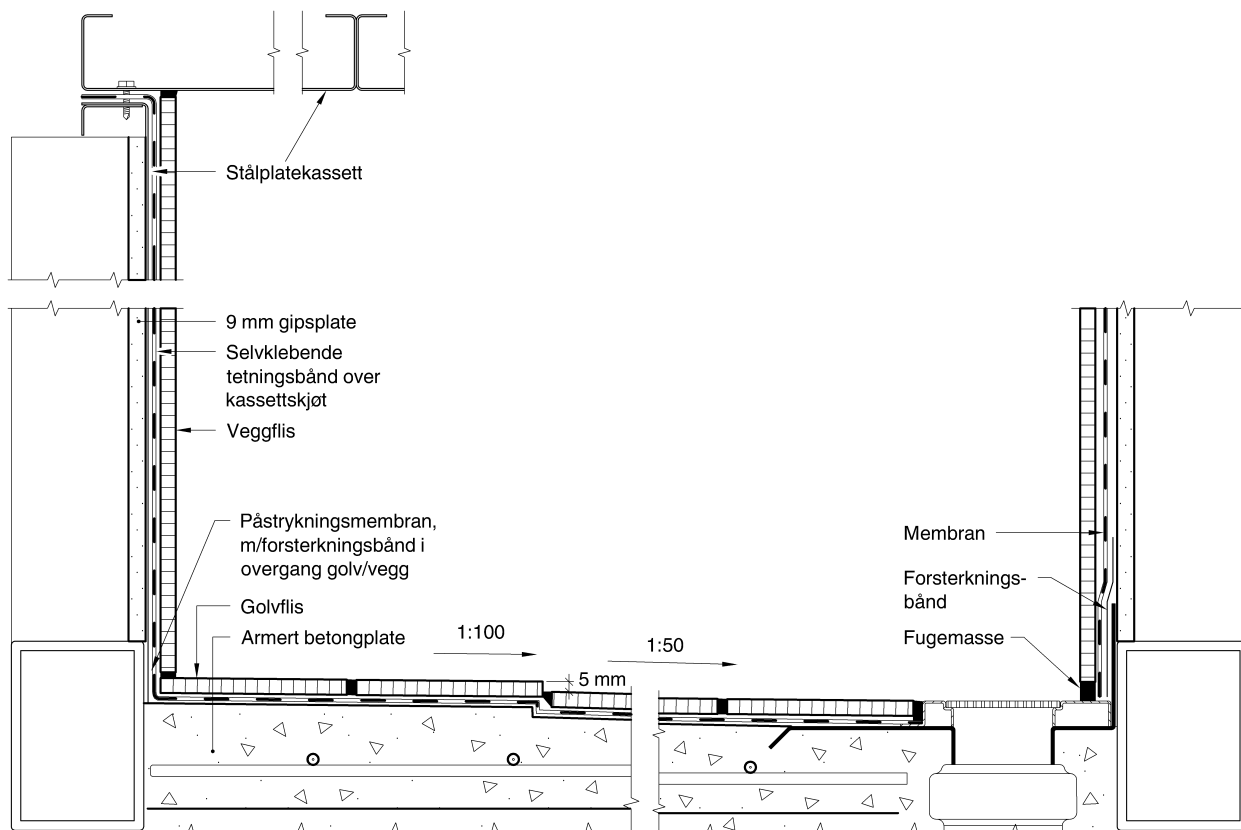 Stålplatekassett
9 mm gipsplate
Selvklebende
tetningsbånd over
kassettskjøt
Veggflis
Påstrykningsmembran,
m/forsterkningsbånd i
overgang golv/vegg
Golvflis
Armert betongplate
1:100
1:50
5 mm
Membran
Forsterknings-
bånd
Fugemasse